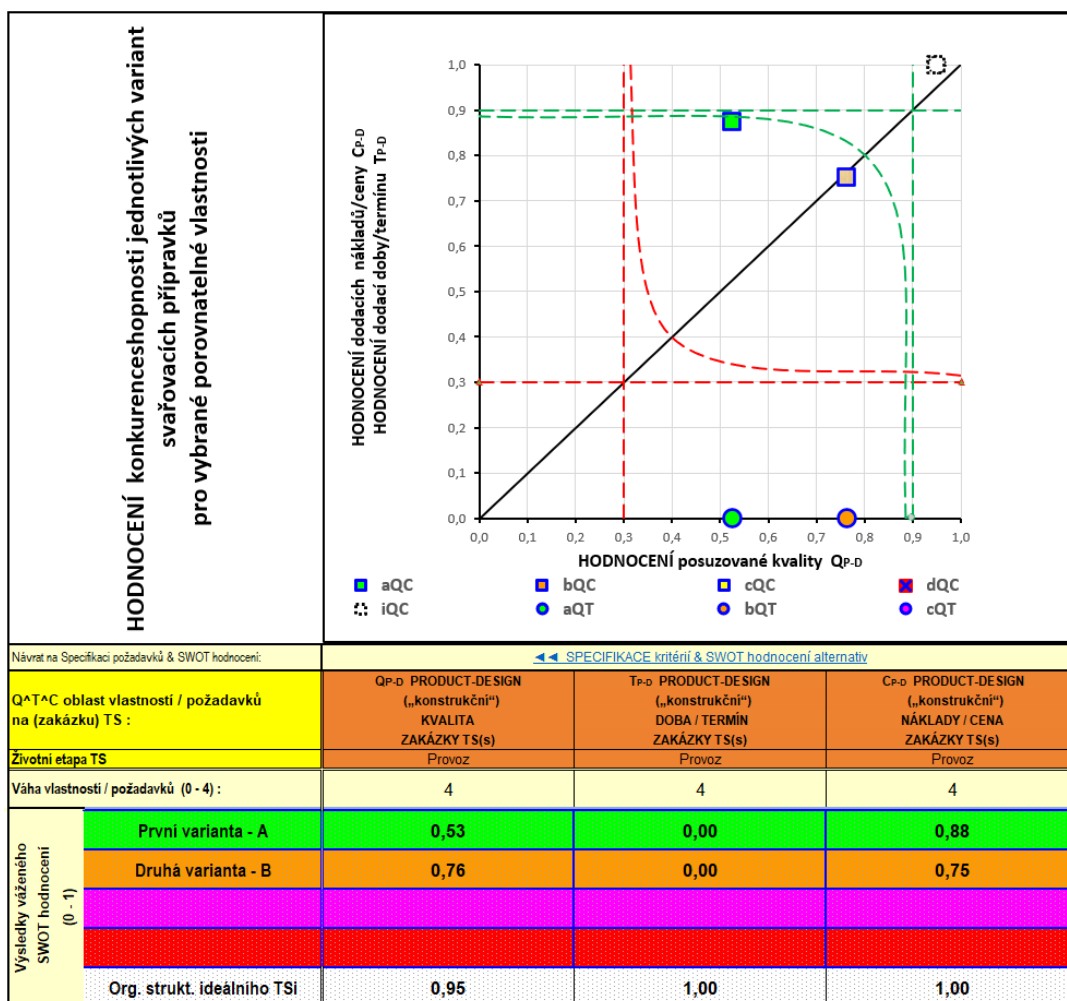 HODNOCENÍ konkurenceshopnosti jednotlivých variant
svařovacích přípravků
pro vybrané porovnatelné vlastnosti
HODNOCENÍ dodacích nákladů/ceny CP-D
HODNOCENÍ dodací doby/termínu TP-D
1,0
0,9
0,8
0,7
0,6
0,5
0,4
0,3
0,2
0,1
0,0
0,0 0,1 0,2 0,3 0,4 0,5 0,6 0,7 0,8 0,9 1,0
HODNOCENÍ posuzované kvality QP-D
aQC bQC cQC dQC
iQC aQT bQT cQT
Návrat na Specifikaci požadavků & SWOT hodnocení: ◄◄ SPECIFIKACE kritérií & SWOT hodnocení alternativ
Q^T^C oblast vlastností / požadavků
na (zakázku) TS :
QP-D PRODUCT-DESIGN
(„konstrukční“)
KVALITA
ZAKÁZKY TS(s)
TP-D PRODUCT-DESIGN
(„konstrukční“)
DOBA / TERMÍN
ZAKÁZKY TS(s)
CP-D PRODUCT-DESIGN
(„konstrukční“)
NÁKLADY / CENA
ZAKÁZKY TS(s)
Životní etapa TS Provoz Provoz Provoz
Váha vlastností / požadavků (0 - 4) : 4 4 4
Výsledky váženého
SWOT hodnocení
(0 - 1)
První varianta - A 0,53 0,00 0,88
Druhá varianta - B 0,76 0,00 0,75
Org. strukt. ideálního TSi 0,95 1,00 1,00